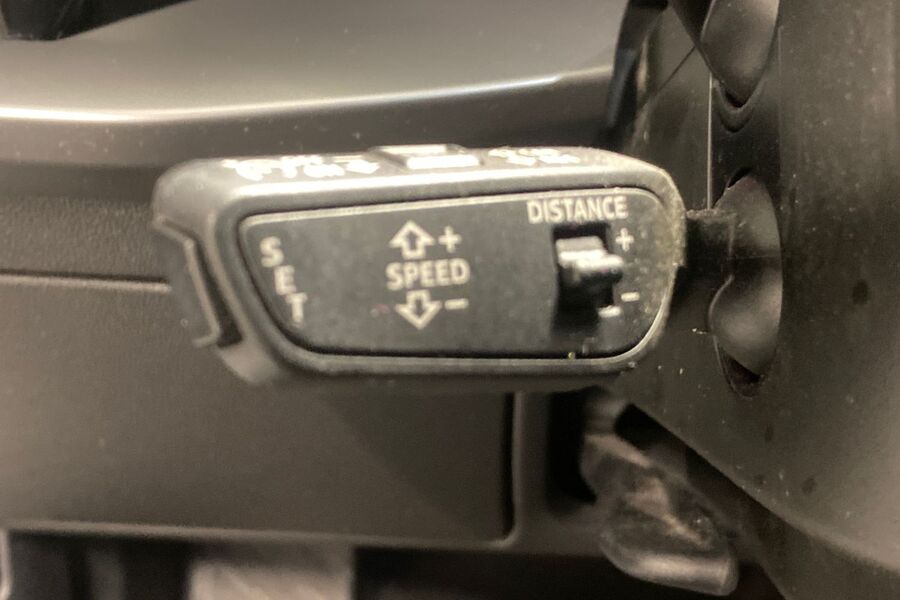 DISTANCE
SET
+
SPEED
-
+
-